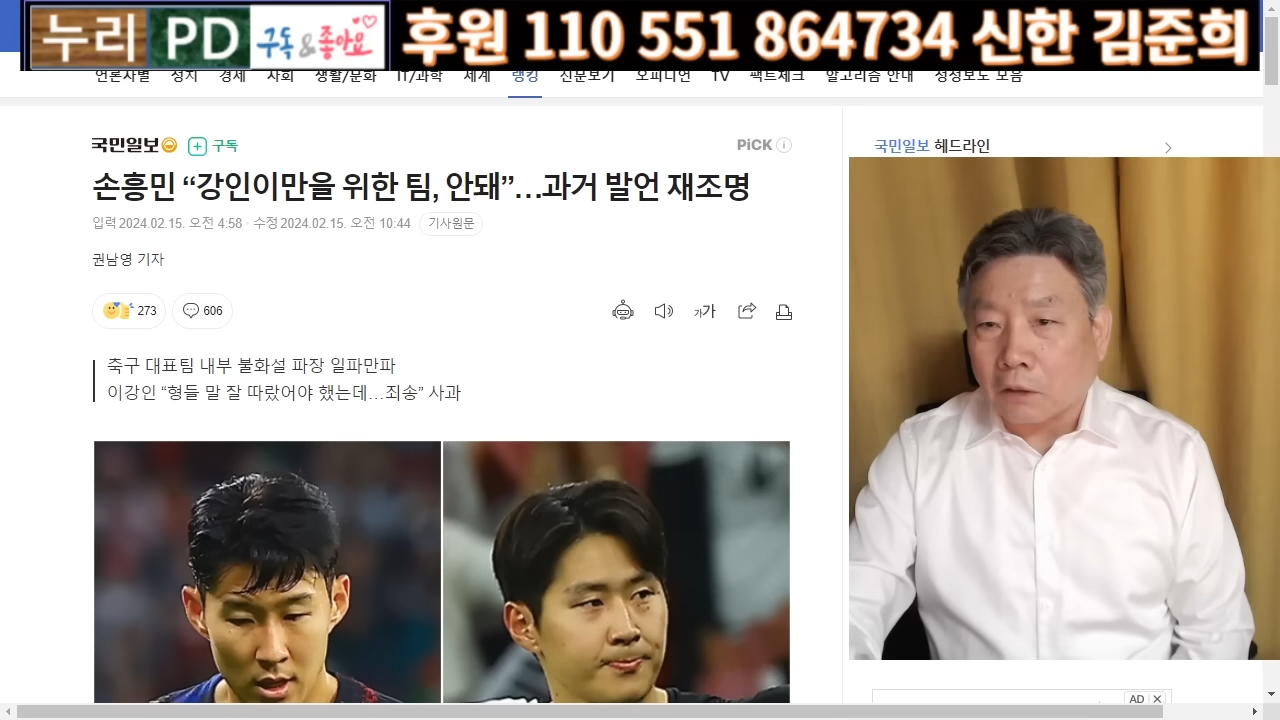 누리 PD 구독&좋아요 후원 110 551 864734 신한 김준희
언론사별 정치 경제 사회 생활/문화 IT/과학 세계 랭킹 신문보기 오피니언 TV 팩트체크 알고리즘 안내 정정보도 모음
국민일보 구독 PiCK
국민일보 헤드라인
손흥민 “강인이만을 위한 팀, 안돼”…과거 발언 재조명
입력 2024.02.15. 오전 4:58 · 수정 2024.02.15. 오전 10:44 기사원문
권남영 기자
273 606 가가
축구 대표팀 내부 불화설 파장 일파만파
이강인 “형들 말 잘 따랐어야 했는데…죄송” 사과
AD